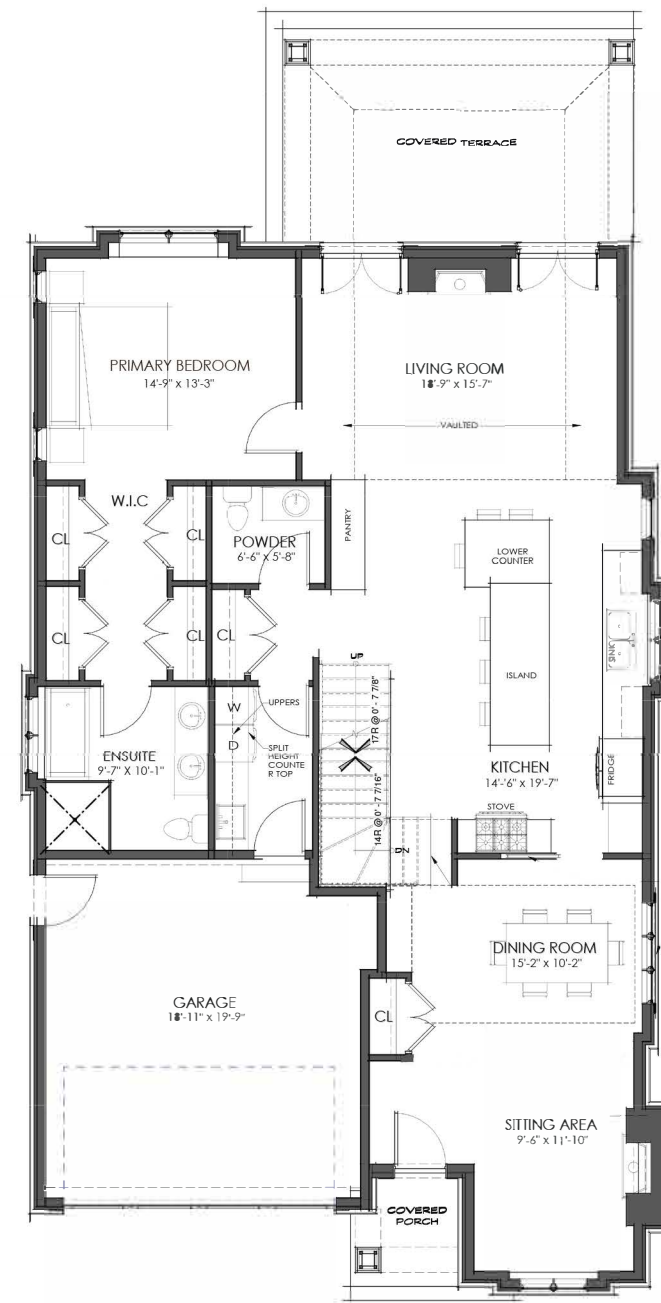 COVERED TERRACE
PRIMARY BEDROOM
14'-9" x 13'-3"
LIVING ROOM
18'-9" x 15'-7"
VAULTED
W.I.C
CL
CL
POWDER
6'-6" x 5'-8"
PANTRY
LOWER
COUNTER
CL
CL
CL
SINK
UP
ISLAND
17R @ 0' - 7 7/8"
W
UPPERS
D
SPLIT
HEIGHT
COUNTE
R TOP
ENSUITE
9'-7" X 10'-1"
KITCHEN
14'-'6" x 19'-7"
FRIDGE
STOVE
14R @ 0' - 7 7/16"
DN
DINING ROOM
15'-2" x 10'-2"
GARAGE
18'-11" x 19'-9"
CL
SITTING AREA
9'-6" x 11'-10"
COVERED
PORCH